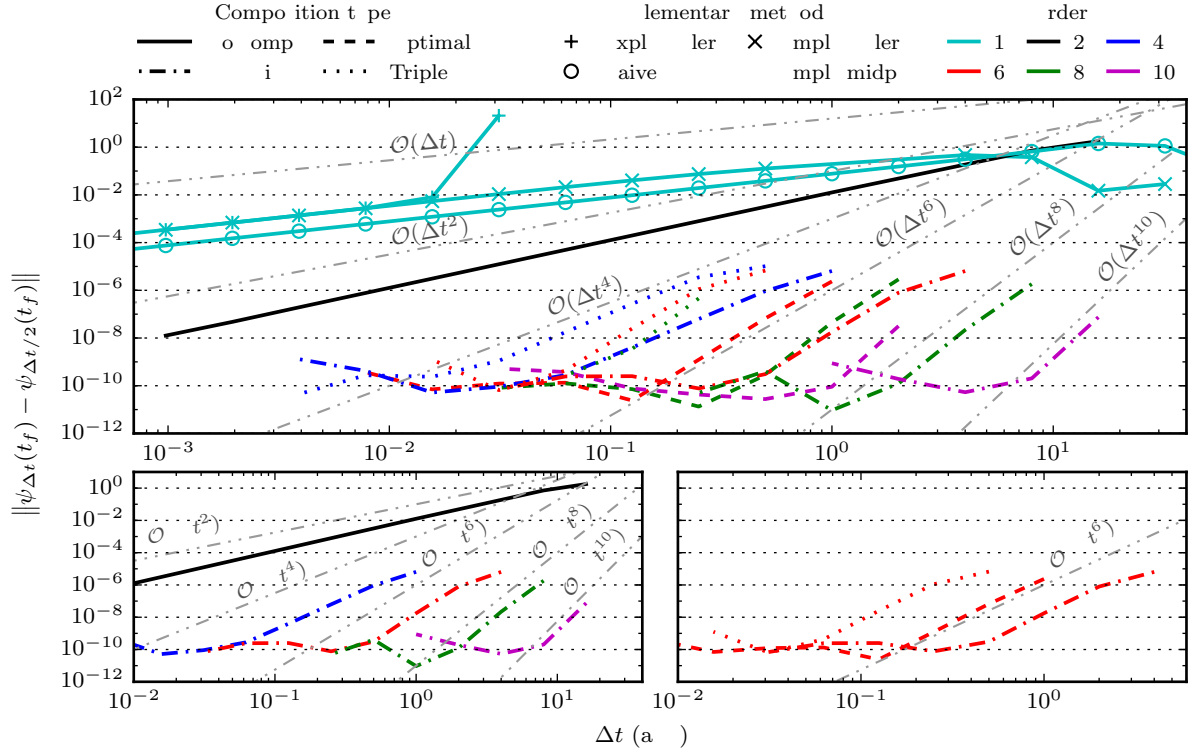 Compo ition t pe lementar met od rder
o omp ptimal xpl ler mpl ler 1 2 4
i Triple aive mpl midp 6 8 10
10^2
10^0
10^-2
10^-4
10^-6
10^-8
10^-10
10^-12
O(Δt)
O(Δt^2)
O(Δt^4)
O(Δt^6)
O(Δt^8)
O(Δt^10)
10^-3 10^-2 10^-1 10^0 10^1
||ψ_Δt(t_f) − ψ_Δt/2(t_f)||
10^0
10^-2
10^-4
10^-6
10^-8
10^-10
10^-12
O t^2)
O t^4)
O t^6)
O t^8)
O t^10)
10^-2 10^-1 10^0 10^1
O t^6)
10^-2 10^-1 10^0
Δt (a )